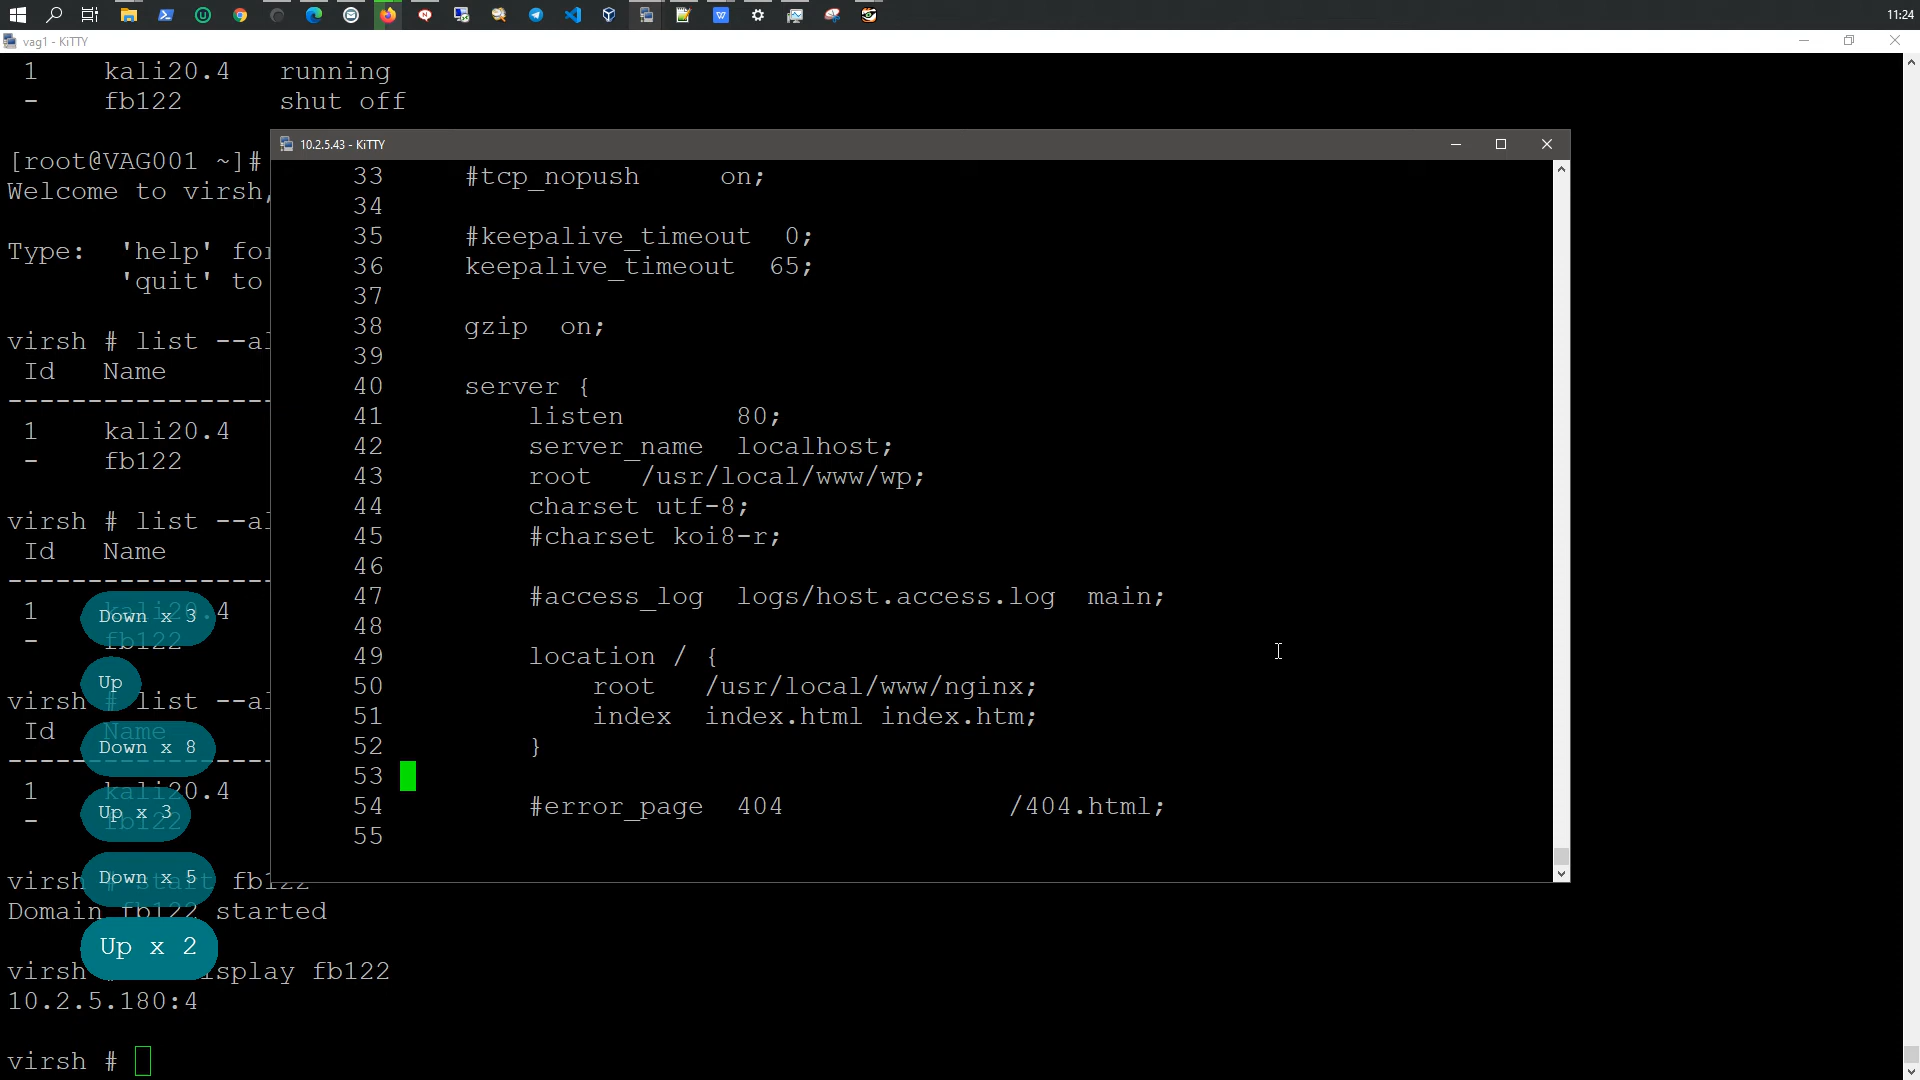 11:24
vag1 - KiTTY
1 kali20.4 running
- fb122 shut off
[root@VAG001 ~]#
Welcome to virsh,
Type: 'help' for
'quit' to
virsh # list --al
Id Name
-----------------
1 kali20.4
- fb122
virsh # list --al
Id Name
-----------------
1 kali20.4
- fb122
virsh # list --al
Id Name
-----------------
1 kali20.4
- fb122
virsh # start fb122
Domain fb122 started
virsh # display fb122
10.2.5.180:4
virsh #
Down x 3
Up
Down x 8
Up x 3
Down x 5
Up x 2
10.2.5.43 - KiTTY
33 #tcp_nopush on;
34
35 #keepalive_timeout 0;
36 keepalive_timeout 65;
37
38 gzip on;
39
40 server {
41 listen 80;
42 server_name localhost;
43 root /usr/local/www/wp;
44 charset utf-8;
45 #charset koi8-r;
46
47 #access_log logs/host.access.log main;
48
49 location / {
50 root /usr/local/www/nginx;
51 index index.html index.htm;
52 }
53
54 #error_page 404 /404.html;
55